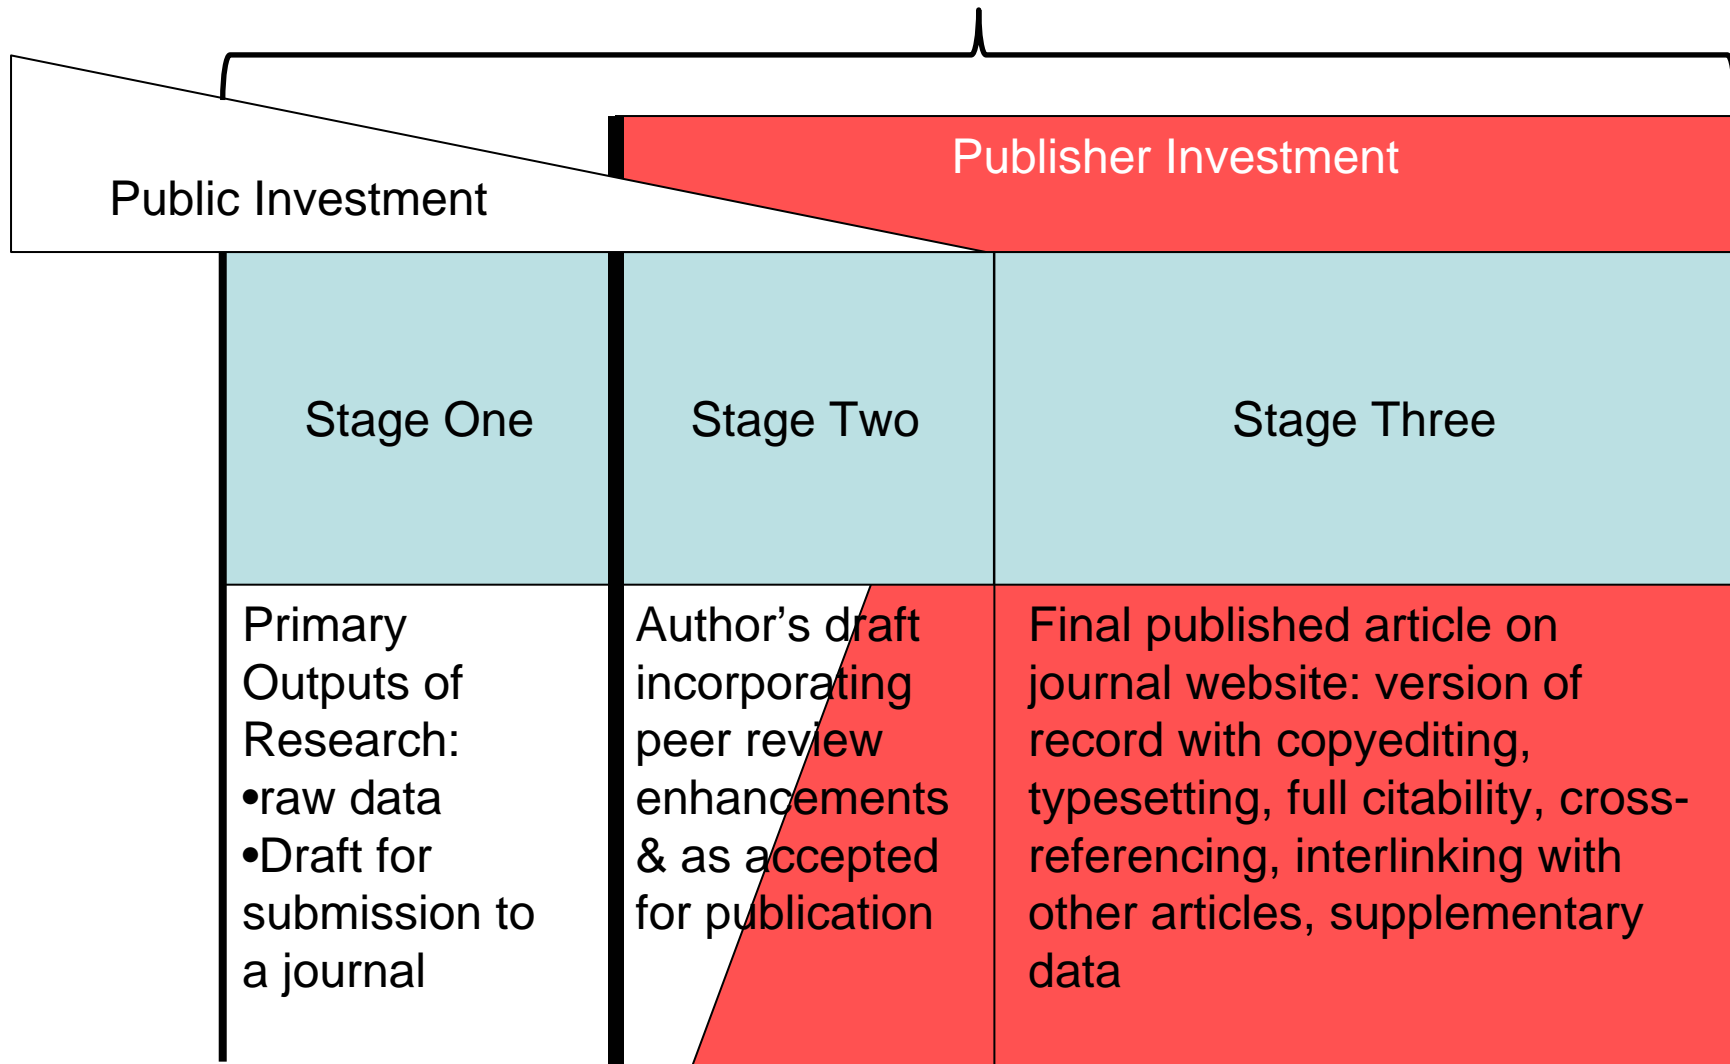 Publisher Investment
Public Investment
Stage One
Stage Two
Stage Three
Primary
Outputs of
Research:
•raw data
•Draft for
submission to
a journal
Author’s draft
incorporating
peer review
enhancements
& as accepted
for publication
Final published article on
journal website: version of
record with copyediting,
typesetting, full citability, cross-
referencing, interlinking with
other articles, supplementary
data